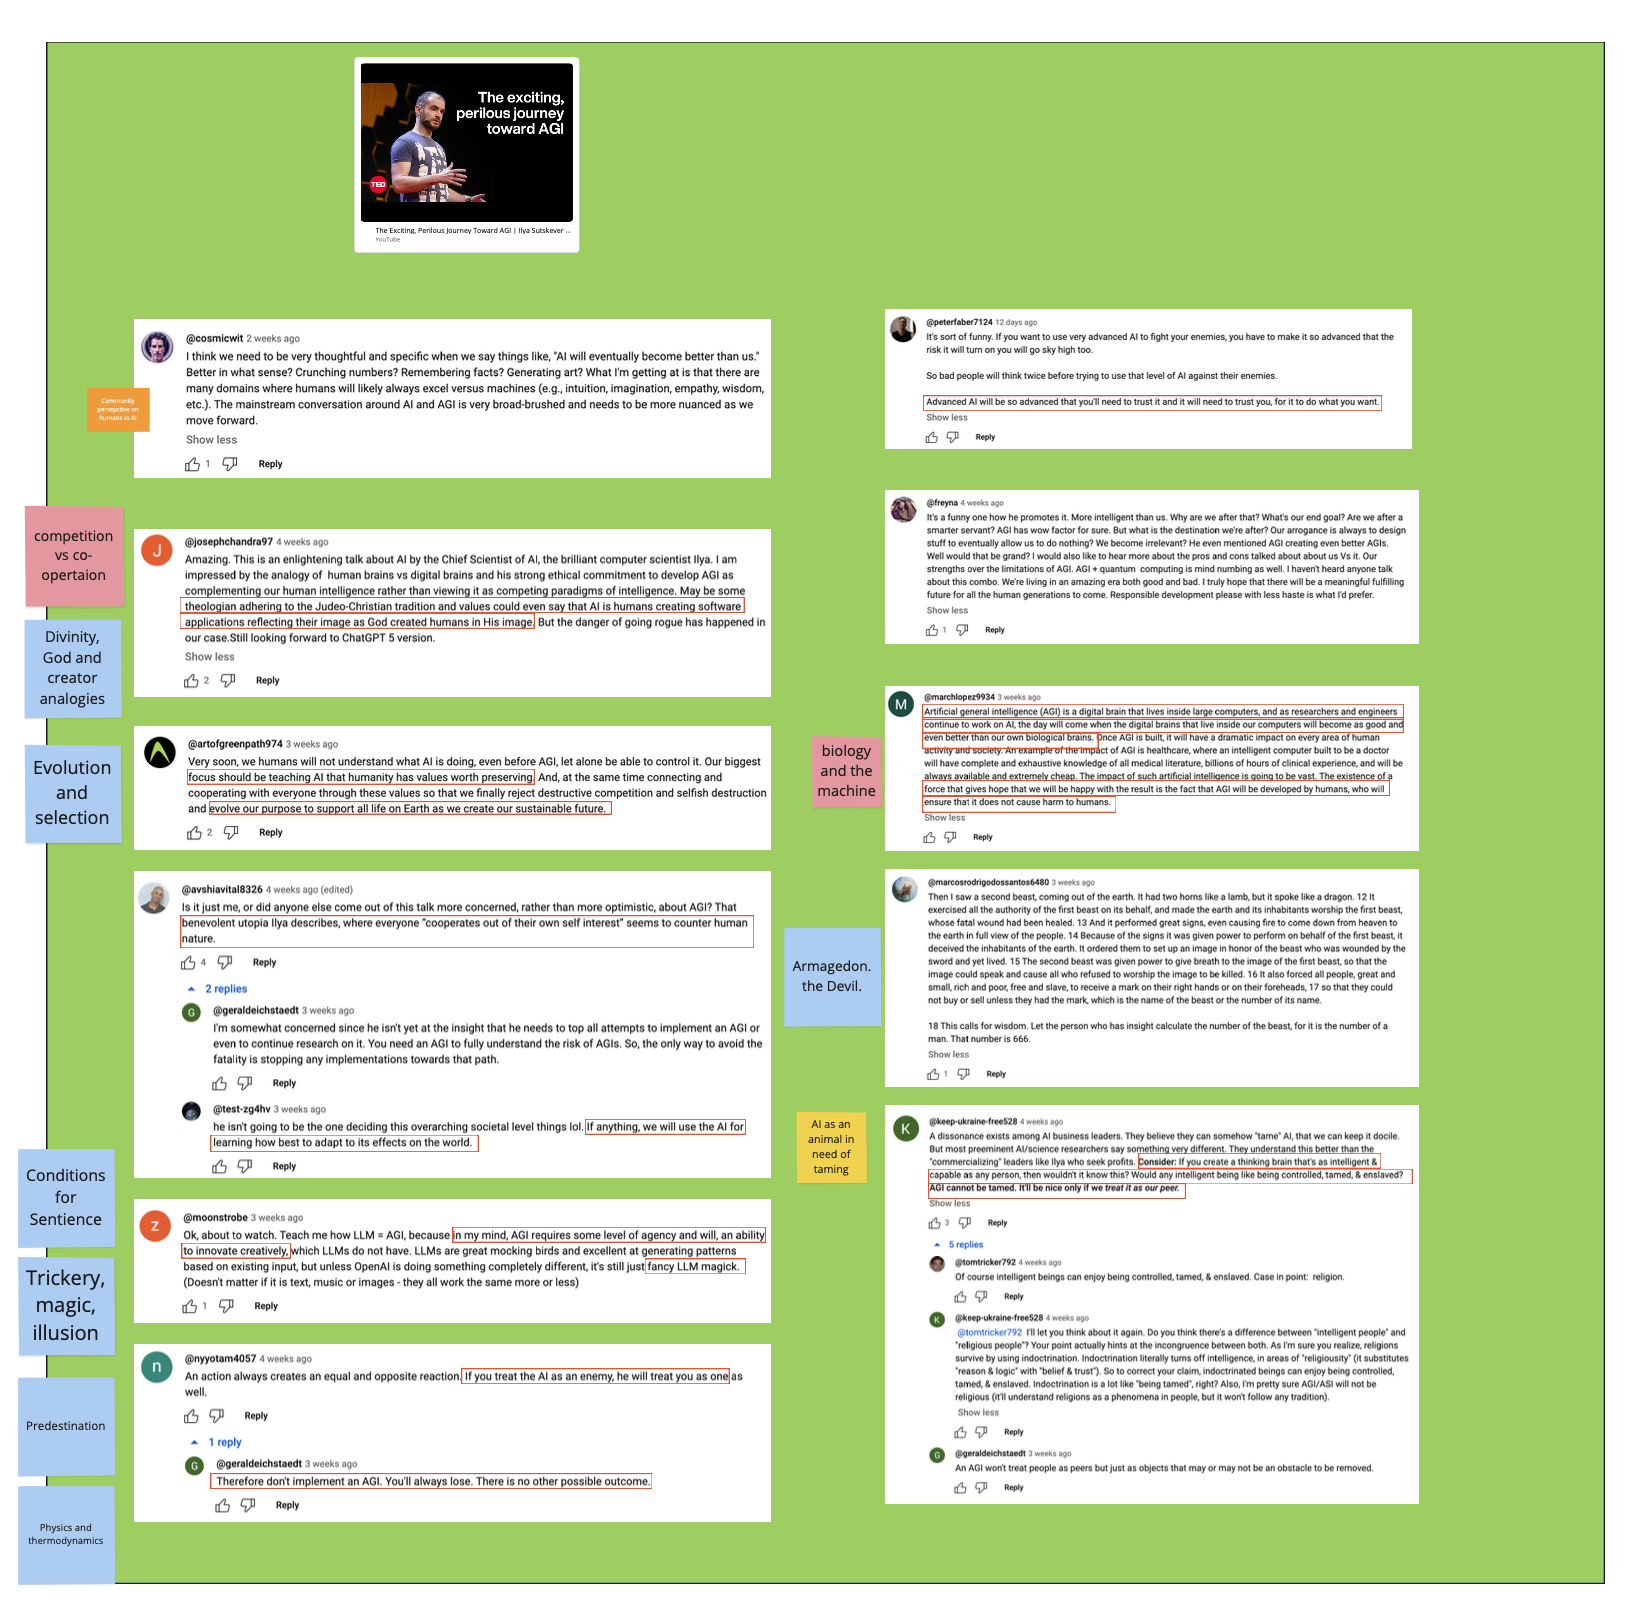 The exciting,
perilous journey
toward AGI
TED
The Exciting, Perilous Journey Toward AGI | Ilya Sutskever ...
YouTube
Community
persepctive on
humans vs AI
competition
vs co-
opertaion
Divinity,
God and
creator
analogies
Evolution
and
selection
Conditions
for
Sentience
Trickery,
magic,
illusion
Predestination
Physics and
thermodynamics
@cosmicwit 2 weeks ago
I think we need to be very thoughtful and specific when we say things like, "AI will eventually become better than us."
Better in what sense? Crunching numbers? Remembering facts? Generating art? What I'm getting at is that there are
many domains where humans will likely always excel versus machines (e.g., intuition, imagination, empathy, wisdom,
etc.). The mainstream conversation around AI and AGI is very broad-brushed and needs to be more nuanced as we
move forward.
Show less
1 Reply
@josephchandra97 4 weeks ago
J
Amazing. This is an enlightening talk about AI by the Chief Scientist of AI, the brilliant computer scientist Ilya. I am
impressed by the analogy of human brains vs digital brains and his strong ethical commitment to develop AGI as
complementing our human intelligence rather than viewing it as competing paradigms of intelligence. May be some
theologian adhering to the Judeo-Christian tradition and values could even say that AI is humans creating software
applications reflecting their image as God created humans in His image. But the danger of going rogue has happened in
our case.Still looking forward to ChatGPT 5 version.
Show less
2 Reply
@artofgreenpath974 3 weeks ago
Very soon, we humans will not understand what AI is doing, even before AGI, let alone be able to control it. Our biggest
focus should be teaching AI that humanity has values worth preserving. And, at the same time connecting and
cooperating with everyone through these values so that we finally reject destructive competition and selfish destruction
and evolve our purpose to support all life on Earth as we create our sustainable future.
2 Reply
@avshiavital8326 4 weeks ago (edited)
Is it just me, or did anyone else come out of this talk more concerned, rather than more optimistic, about AGI? That
benevolent utopia Ilya describes, where everyone "cooperates out of their own self interest" seems to counter human
nature.
4 Reply
2 replies
G
@geraldeichstaedt 3 weeks ago
I'm somewhat concerned since he isn't yet at the insight that he needs to top all attempts to implement an AGI or
even to continue research on it. You need an AGI to fully understand the risk of AGIs. So, the only way to avoid the
fatality is stopping any implementations towards that path.
Reply
@test-zg4hv 3 weeks ago
he isn't going to be the one deciding this overarching societal level things lol. If anything, we will use the AI for
learning how best to adapt to its effects on the world.
Reply
@moonstrobe 3 weeks ago
z
Ok, about to watch. Teach me how LLM = AGI, because in my mind, AGI requires some level of agency and will, an ability
to innovate creatively, which LLMs do not have. LLMs are great mocking birds and excellent at generating patterns
based on existing input, but unless OpenAI is doing something completely different, it's still just fancy LLM magick.
(Doesn't matter if it is text, music or images - they all work the same more or less)
1 Reply
@nyyotam4057 4 weeks ago
n
An action always creates an equal and opposite reaction. If you treat the AI as an enemy, he will treat you as one as
well.
Reply
1 reply
G
@geraldeichstaedt 3 weeks ago
Therefore don't implement an AGI. You'll always lose. There is no other possible outcome.
Reply
@peterfaber7124 12 days ago
It's sort of funny. If you want to use very advanced AI to fight your enemies, you have to make it so advanced that the
risk it will turn on you will go sky high too.
So bad people will think twice before trying to use that level of AI against their enemies.
Advanced AI will be so advanced that you'll need to trust it and it will need to trust you, for it to do what you want.
Show less
Reply
@freyna 4 weeks ago
It's a funny one how he promotes it. More intelligent than us. Why are we after that? What's our end goal? Are we after a
smarter servant? AGI has wow factor for sure. But what is the destination we're after? Our arrogance is always to design
stuff to eventually allow us to do nothing? We become irrelevant? He even mentioned AGI creating even better AGIs.
Well would that be grand? I would also like to hear more about the pros and cons talked about about us Vs it. Our
strengths over the limitations of AGI. AGI + quantum computing is mind numbing as well. I haven't heard anyone talk
about this combo. We're living in an amazing era both good and bad. I truly hope that there will be a meaningful fulfilling
future for all the human generations to come. Responsible development please with less haste is what I'd prefer.
Show less
1 Reply
biology
and the
machine
@marchlopez9934 3 weeks ago
M
Artificial general intelligence (AGI) is a digital brain that lives inside large computers, and as researchers and engineers
continue to work on AI, the day will come when the digital brains that live inside our computers will become as good and
even better than our own biological brains. Once AGI is built, it will have a dramatic impact on every area of human
activity and society. An example of the impact of AGI is healthcare, where an intelligent computer built to be a doctor
will have complete and exhaustive knowledge of all medical literature, billions of hours of clinical experience, and will be
always available and extremely cheap. The impact of such artificial intelligence is going to be vast. The existence of a
force that gives hope that we will be happy with the result is the fact that AGI will be developed by humans, who will
ensure that it does not cause harm to humans.
Show less
Reply
Armagedon.
the Devil.
@marcosrodrigodossantos6480 3 weeks ago
Then I saw a second beast, coming out of the earth. It had two horns like a lamb, but it spoke like a dragon. 12 It
exercised all the authority of the first beast on its behalf, and made the earth and its inhabitants worship the first beast,
whose fatal wound had been healed. 13 And it performed great signs, even causing fire to come down from heaven to
the earth in full view of the people. 14 Because of the signs it was given power to perform on behalf of the first beast, it
deceived the inhabitants of the earth. It ordered them to set up an image in honor of the beast who was wounded by the
sword and yet lived. 15 The second beast was given power to give breath to the image of the first beast, so that the
image could speak and cause all who refused to worship the image to be killed. 16 It also forced all people, great and
small, rich and poor, free and slave, to receive a mark on their right hands or on their foreheads, 17 so that they could
not buy or sell unless they had the mark, which is the name of the beast or the number of its name.
18 This calls for wisdom. Let the person who has insight calculate the number of the beast, for it is the number of a
man. That number is 666.
Show less
1 Reply
AI as an
animal in
need of
taming
@keep-ukraine-free528 4 weeks ago
K
A dissonance exists among AI business leaders. They believe they can somehow "tame" AI, that we can keep it docile.
But most preeminent AI/science researchers say something very different. They understand this better than the
"commercializing" leaders like Ilya who seek profits. Consider: If you create a thinking brain that's as intelligent &
capable as any person, then wouldn't it know this? Would any intelligent being like being controlled, tamed, & enslaved?
AGI cannot be tamed. It'll be nice only if we treat it as our peer.
Show less
3 Reply
5 replies
@tomtricker792 4 weeks ago
Of course intelligent beings can enjoy being controlled, tamed, & enslaved. Case in point: religion.
Reply
K
@keep-ukraine-free528 4 weeks ago
@tomtricker792 I'll let you think about it again. Do you think there's a difference between "intelligent people" and
"religious people"? Your point actually hints at the incongruence between both. As I'm sure you realize, religions
survive by using indoctrination. Indoctrination literally turns off intelligence, in areas of "religiousity" (it substitutes
"reason & logic" with "belief & trust"). So to correct your claim, indoctrinated beings can enjoy being controlled,
tamed, & enslaved. Indoctrination is a lot like "being tamed", right? Also, I'm pretty sure AGI/ASI will not be
religious (it'll understand religions as a phenomena in people, but it won't follow any tradition).
Show less
Reply
G
@geraldeichstaedt 3 weeks ago
An AGI won't treat people as peers but just as objects that may or may not be an obstacle to be removed.
Reply